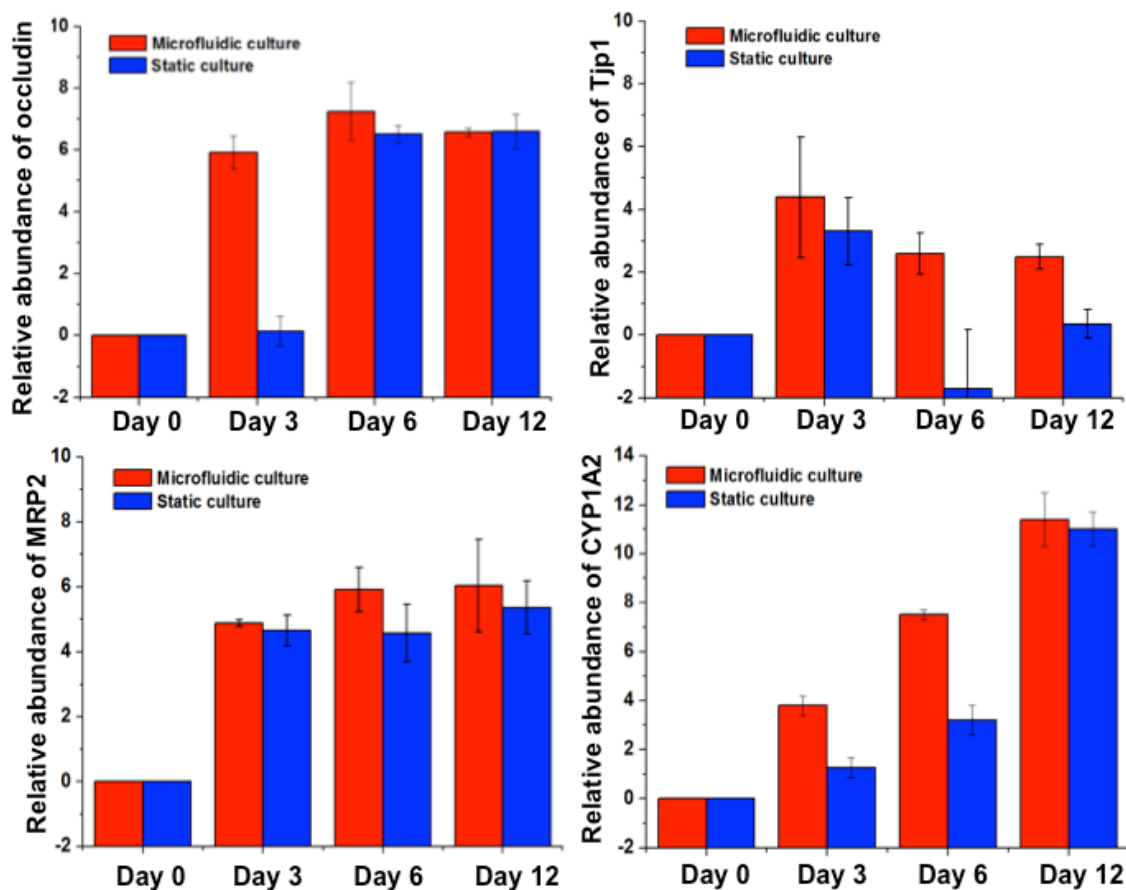 Relative abundance of occludin
10
8
6
4
2
0
-2
Microfluidic culture
Static culture
Day 0 Day 3 Day 6 Day 12
Relative abundance of Tjp1
10
8
6
4
2
0
-2
Microfluidic culture
Static culture
Day 0 Day 3 Day 6 Day 12
Relative abundance of MRP2
10
8
6
4
2
0
-2
Microfluidic culture
Static culture
Day 0 Day 3 Day 6 Day 12
Relative abundance of CYP1A2
14
12
10
8
6
4
2
0
-2
Microfluidic culture
Static culture
Day 0 Day 3 Day 6 Day 12